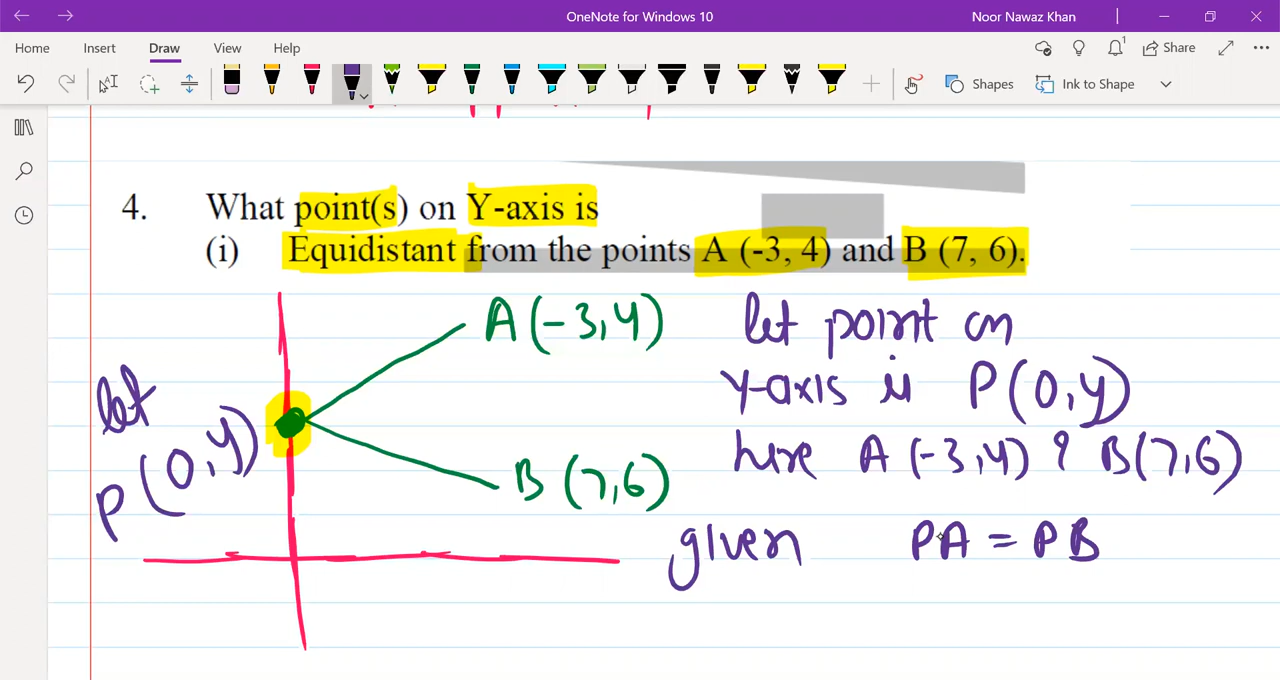 OneNote for Windows 10
Noor Nawaz Khan
Home Insert Draw View Help
1
Share
Shapes
Ink to Shape
4. What point(s) on Y-axis is
(i) Equidistant from the points A (-3, 4) and B (7, 6).
A (-3, 4)
let
P (0, y)
B (7, 6)
let point on
Y-axis is P(0, y)
here A (-3, 4) & B(7, 6)
given PA = PB